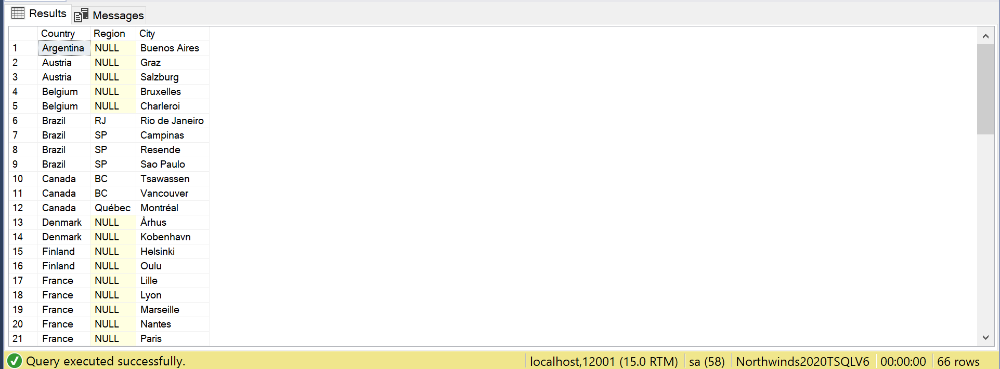 Results Messages
Country Region City
1 Argentina NULL Buenos Aires
2 Austria NULL Graz
3 Austria NULL Salzburg
4 Belgium NULL Bruxelles
5 Belgium NULL Charleroi
6 Brazil RJ Rio de Janeiro
7 Brazil SP Campinas
8 Brazil SP Resende
9 Brazil SP Sao Paulo
10 Canada BC Tsawassen
11 Canada BC Vancouver
12 Canada Québec Montréal
13 Denmark NULL Århus
14 Denmark NULL Kobenhavn
15 Finland NULL Helsinki
16 Finland NULL Oulu
17 France NULL Lille
18 France NULL Lyon
19 France NULL Marseille
20 France NULL Nantes
21 France NULL Paris
Query executed successfully. localhost,12001 (15.0 RTM) sa (58) Northwinds2020TSQLV6 00:00:00 66 rows